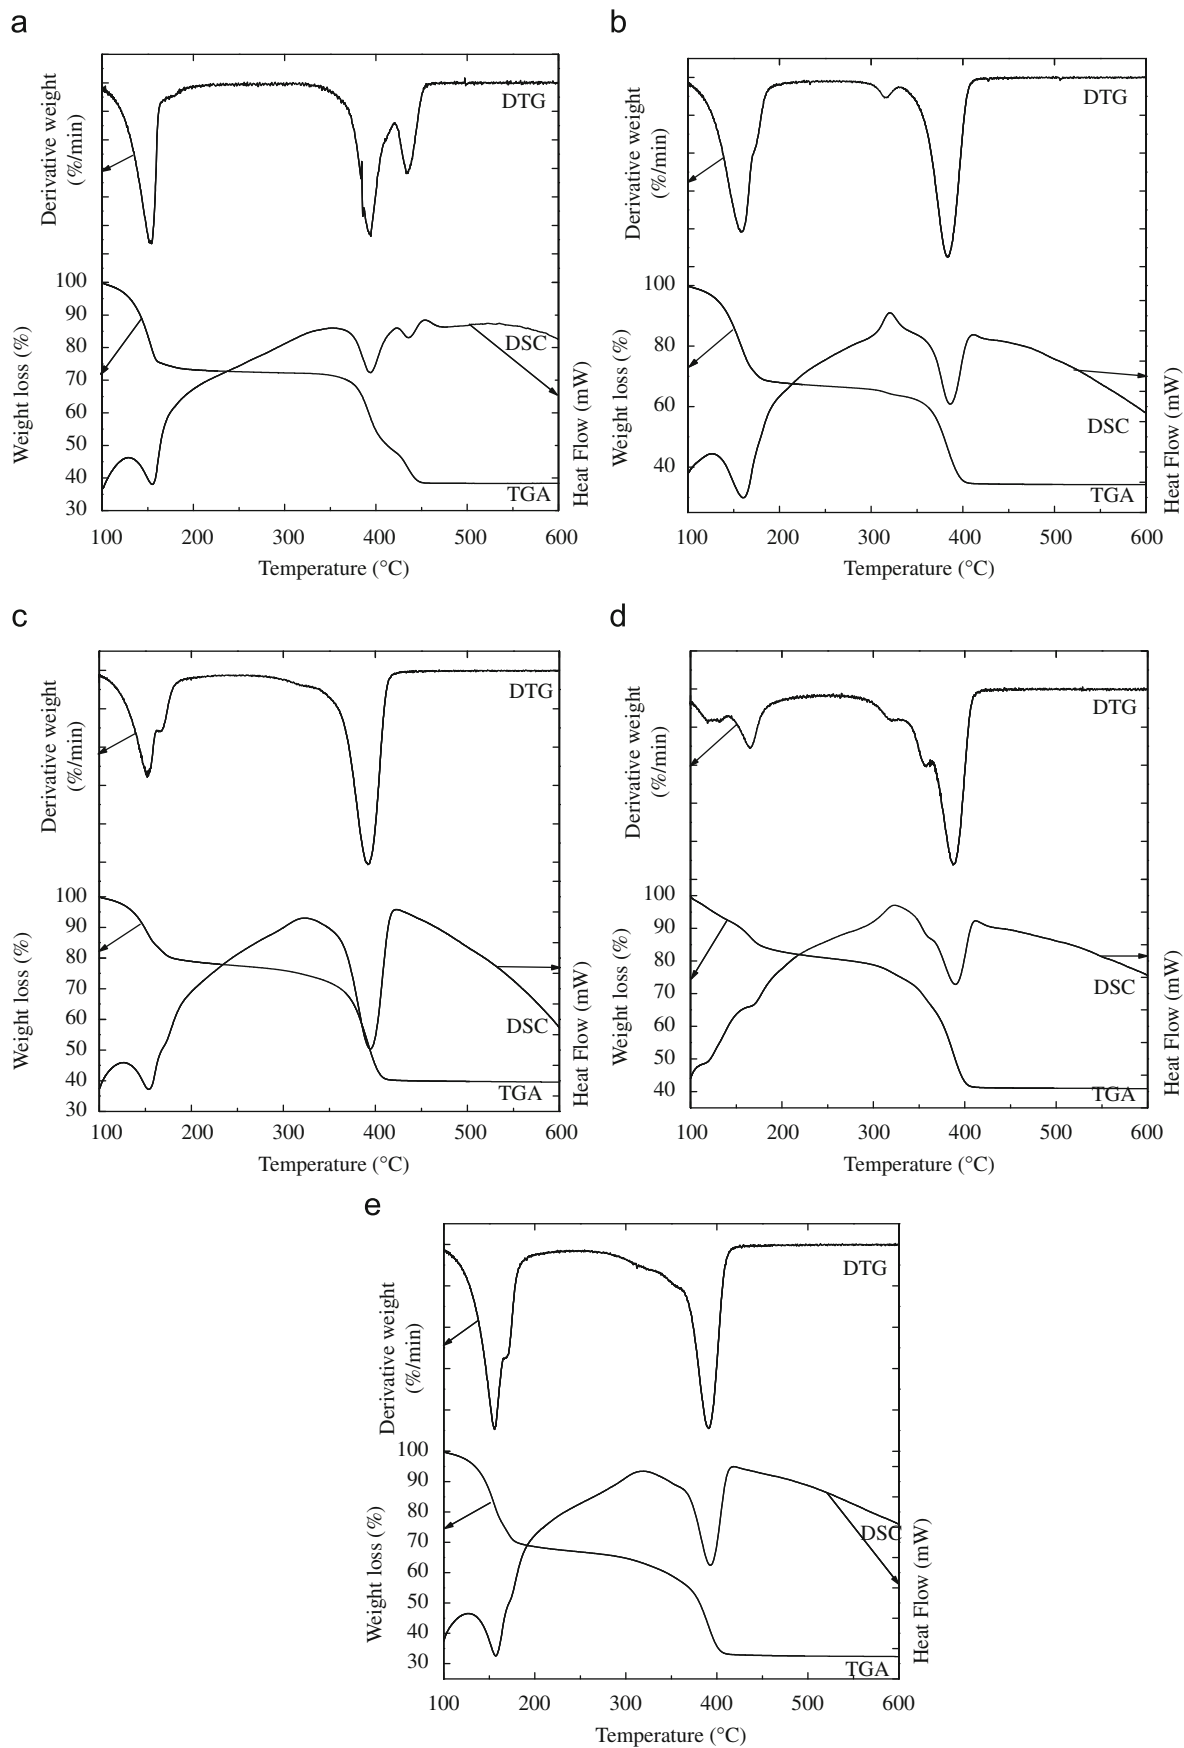 a
Derivative weight
(%/min)
DTG
100
90
80
70
60
50
40
30
Weight loss (%)
DSC
TGA
Heat Flow (mW)
100 200 300 400 500 600
Temperature (°C)
b
Derivative weight
(%/min)
DTG
100
80
60
40
Weight loss (%)
DSC
TGA
Heat Flow (mW)
100 200 300 400 500 600
Temperature (°C)
c
Derivative weight
(%/min)
DTG
100
90
80
70
60
50
40
30
Weight loss (%)
DSC
TGA
Heat Flow (mW)
100 200 300 400 500 600
Temperature (°C)
d
Derivative weight
(%/min)
DTG
100
90
80
70
60
50
40
Weight loss (%)
DSC
TGA
Heat Flow (mW)
100 200 300 400 500 600
Temperature (°C)
e
Derivative weight
(%/min)
DTG
100
90
80
70
60
50
40
30
Weight loss (%)
DSC
TGA
Heat Flow (mW)
100 200 300 400 500 600
Temperature (°C)